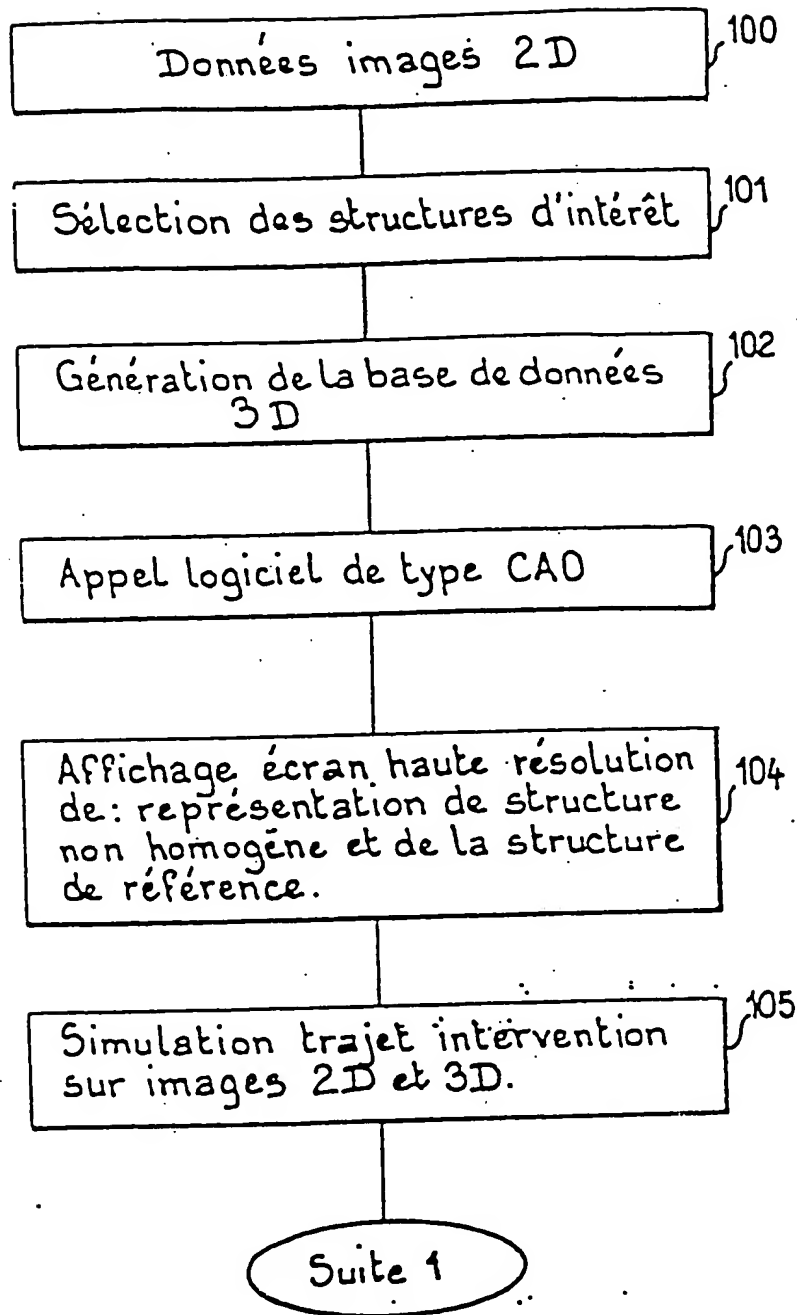 Données images 2D
100
Sélection des structures d'intérêt
101
Génération de la base de données
3D
102
Appel logiciel de type CAO
103
Affichage écran haute résolution
de: représentation de structure
non homogène et de la structure
de référence.
104
Simulation trajet intervention
sur images 2D et 3D.
105
Suite 1